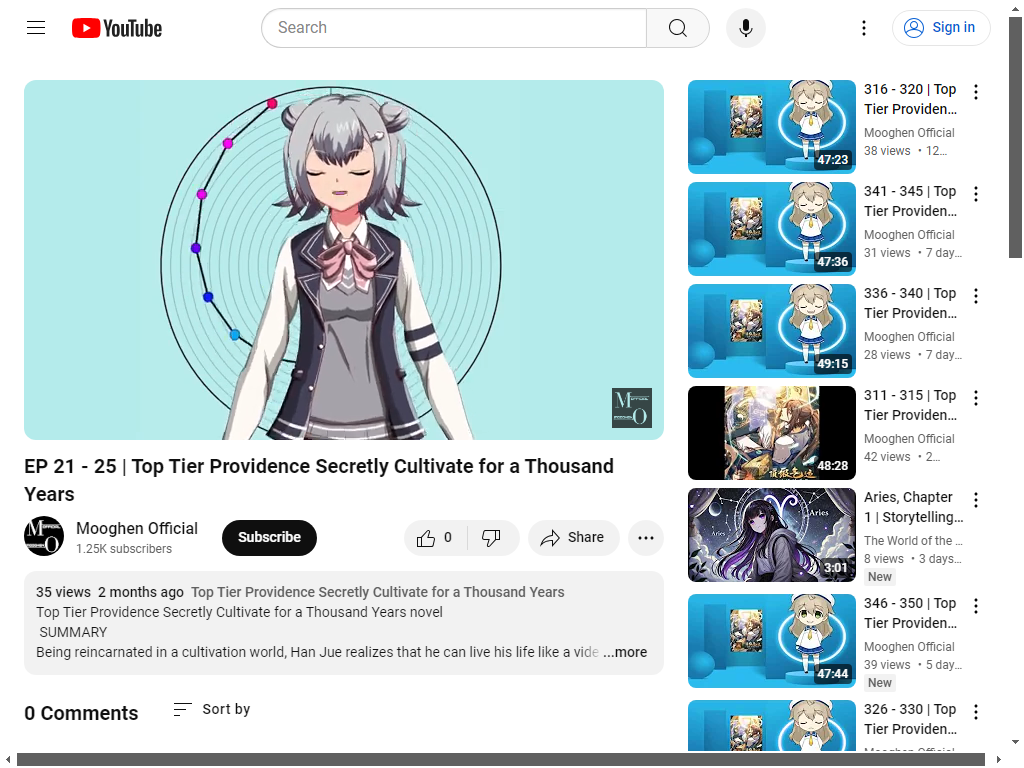 YouTube
Search
Sign in
M
O
MOOGHEN
EP 21 - 25 | Top Tier Providence Secretly Cultivate for a Thousand
Years
Mooghen Official
1.25K subscribers
Subscribe
0
Share
35 views 2 months ago Top Tier Providence Secretly Cultivate for a Thousand Years
Top Tier Providence Secretly Cultivate for a Thousand Years novel
SUMMARY
Being reincarnated in a cultivation world, Han Jue realizes that he can live his life like a vide ...more
0 Comments
Sort by
47:23
316 - 320 | Top
Tier Providen...
Mooghen Official
38 views • 12...
47:36
341 - 345 | Top
Tier Providen...
Mooghen Official
31 views • 7 day...
49:15
336 - 340 | Top
Tier Providen...
Mooghen Official
28 views • 7 day...
48:28
311 - 315 | Top
Tier Providen...
Mooghen Official
42 views • 2...
Aries
Aries
3:01
Aries, Chapter
1 | Storytelling...
The World of the ...
8 views • 3 days...
New
47:44
346 - 350 | Top
Tier Providen...
Mooghen Official
39 views • 5 day...
New
326 - 330 | Top
Tier Providen...
Mooghen Official